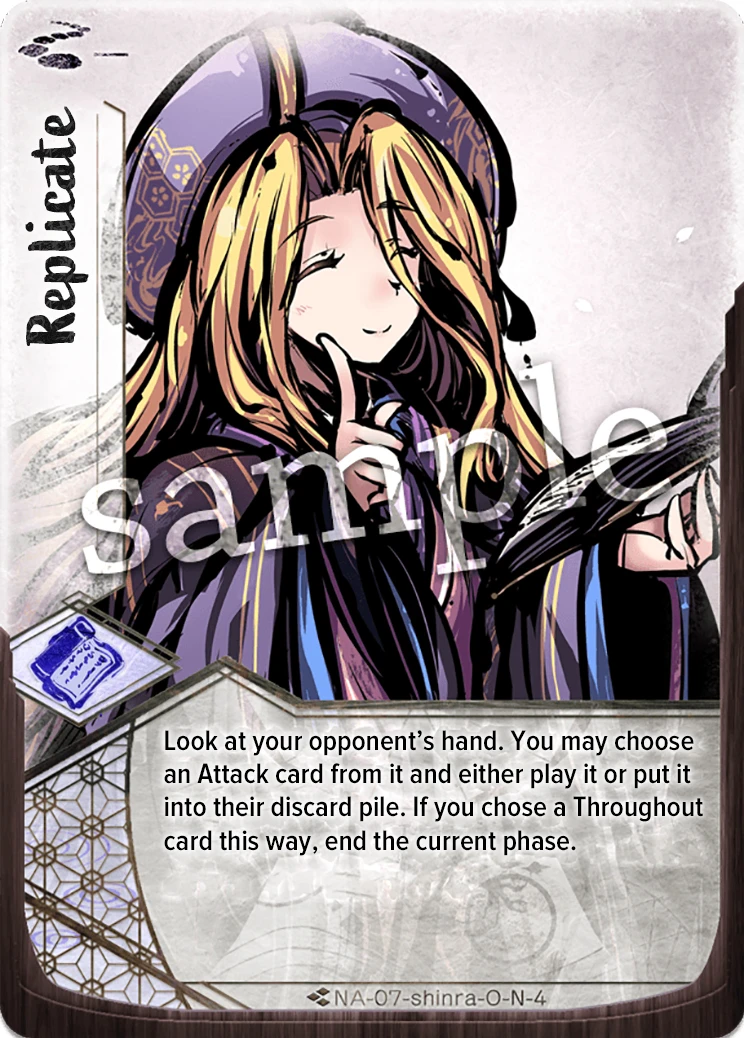 Replicate
sample
Look at your opponent’s hand. You may choose
an Attack card from it and either play it or put it
into their discard pile. If you chose a Throughout
card this way, end the current phase.
NA-07-shinra-O-N-4